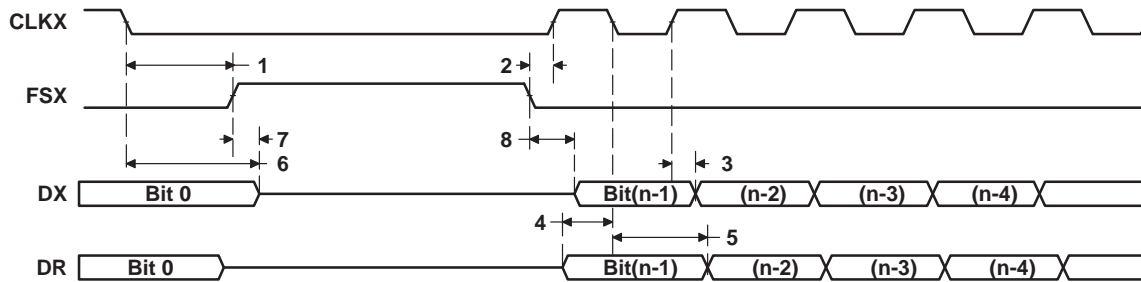 CLKX
1 2
FSX
7 8
6 3
DX Bit 0 Bit(n-1) (n-2) (n-3) (n-4)
4 5
DR Bit 0 Bit(n-1) (n-2) (n-3) (n-4)